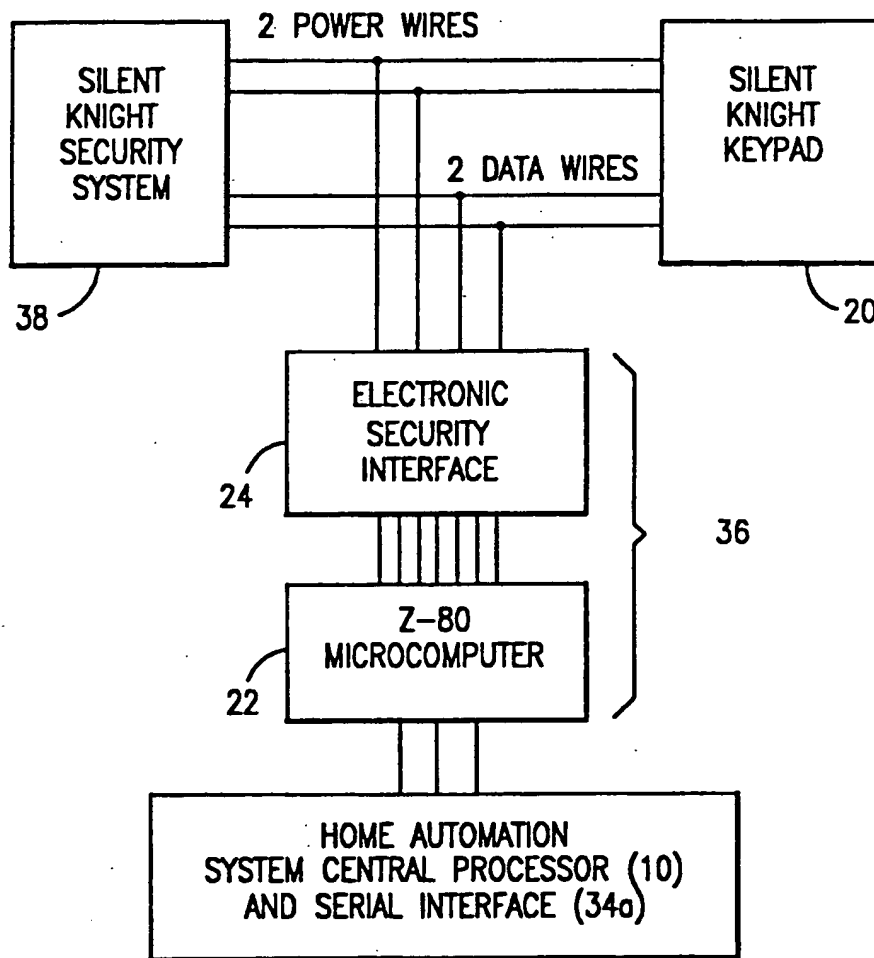 2 POWER WIRES
SILENT
KNIGHT
SECURITY
SYSTEM
SILENT
KNIGHT
KEYPAD
2 DATA WIRES
38
20
ELECTRONIC
SECURITY
INTERFACE
24
36
Z-80
MICROCOMPUTER
22
HOME AUTOMATION
SYSTEM CENTRAL PROCESSOR (10)
AND SERIAL INTERFACE (34a)